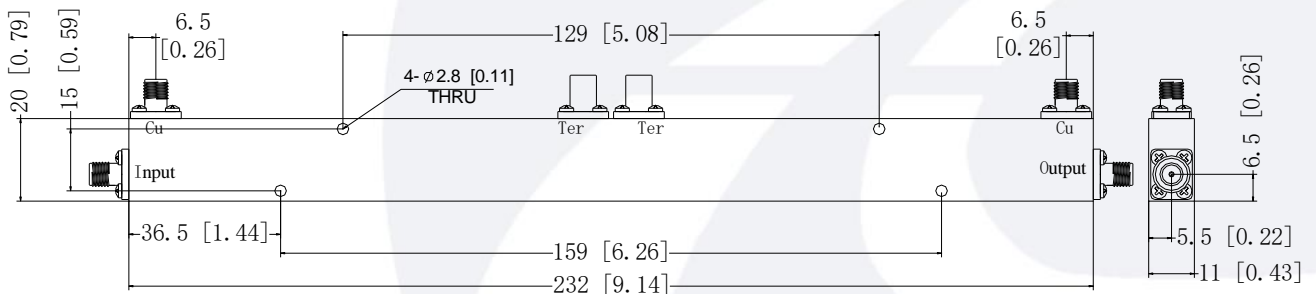 6.5
[0.26]
129 [5.08]
6.5
[0.26]
20 [0.79]
15 [0.59]
4-⌀2.8 [0.11]
THRU
Cu
Ter
Ter
Cu
Input
Output
6.5 [0.26]
36.5 [1.44]
159 [6.26]
232 [9.14]
5.5 [0.22]
11 [0.43]